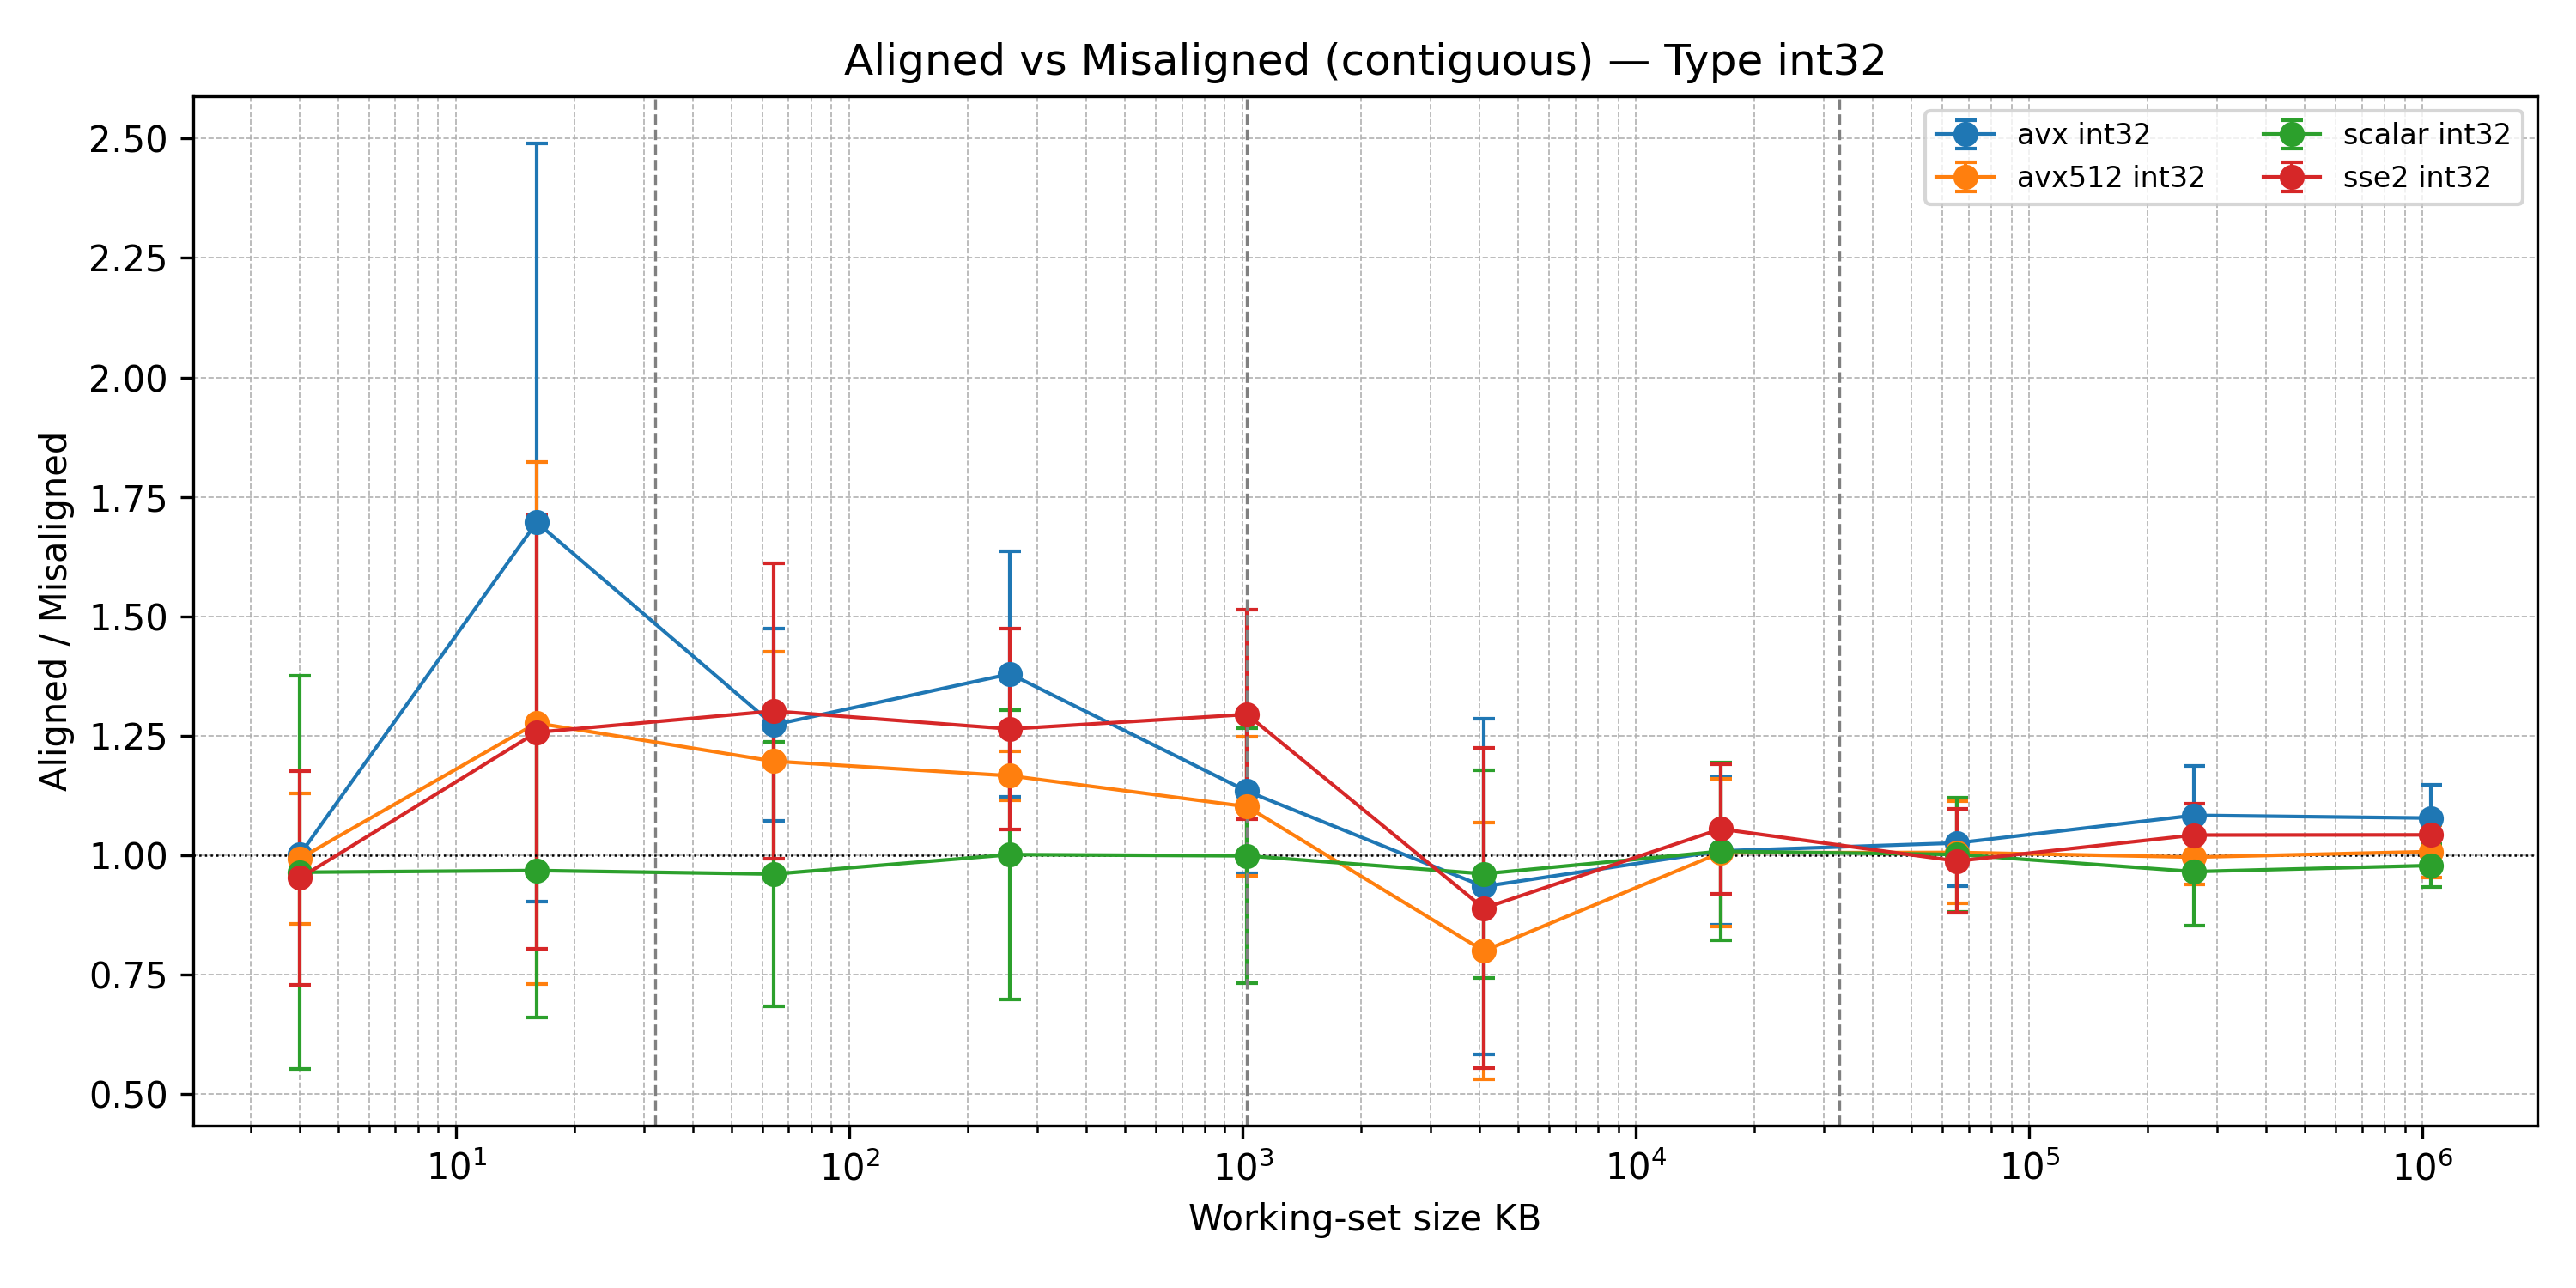 Aligned vs Misaligned (contiguous) — Type int32
Aligned / Misaligned
2.50
2.25
2.00
1.75
1.50
1.25
1.00
0.75
0.50
avx int32
avx512 int32
scalar int32
sse2 int32
10¹
10²
10³
10⁴
10⁵
10⁶
Working-set size KB